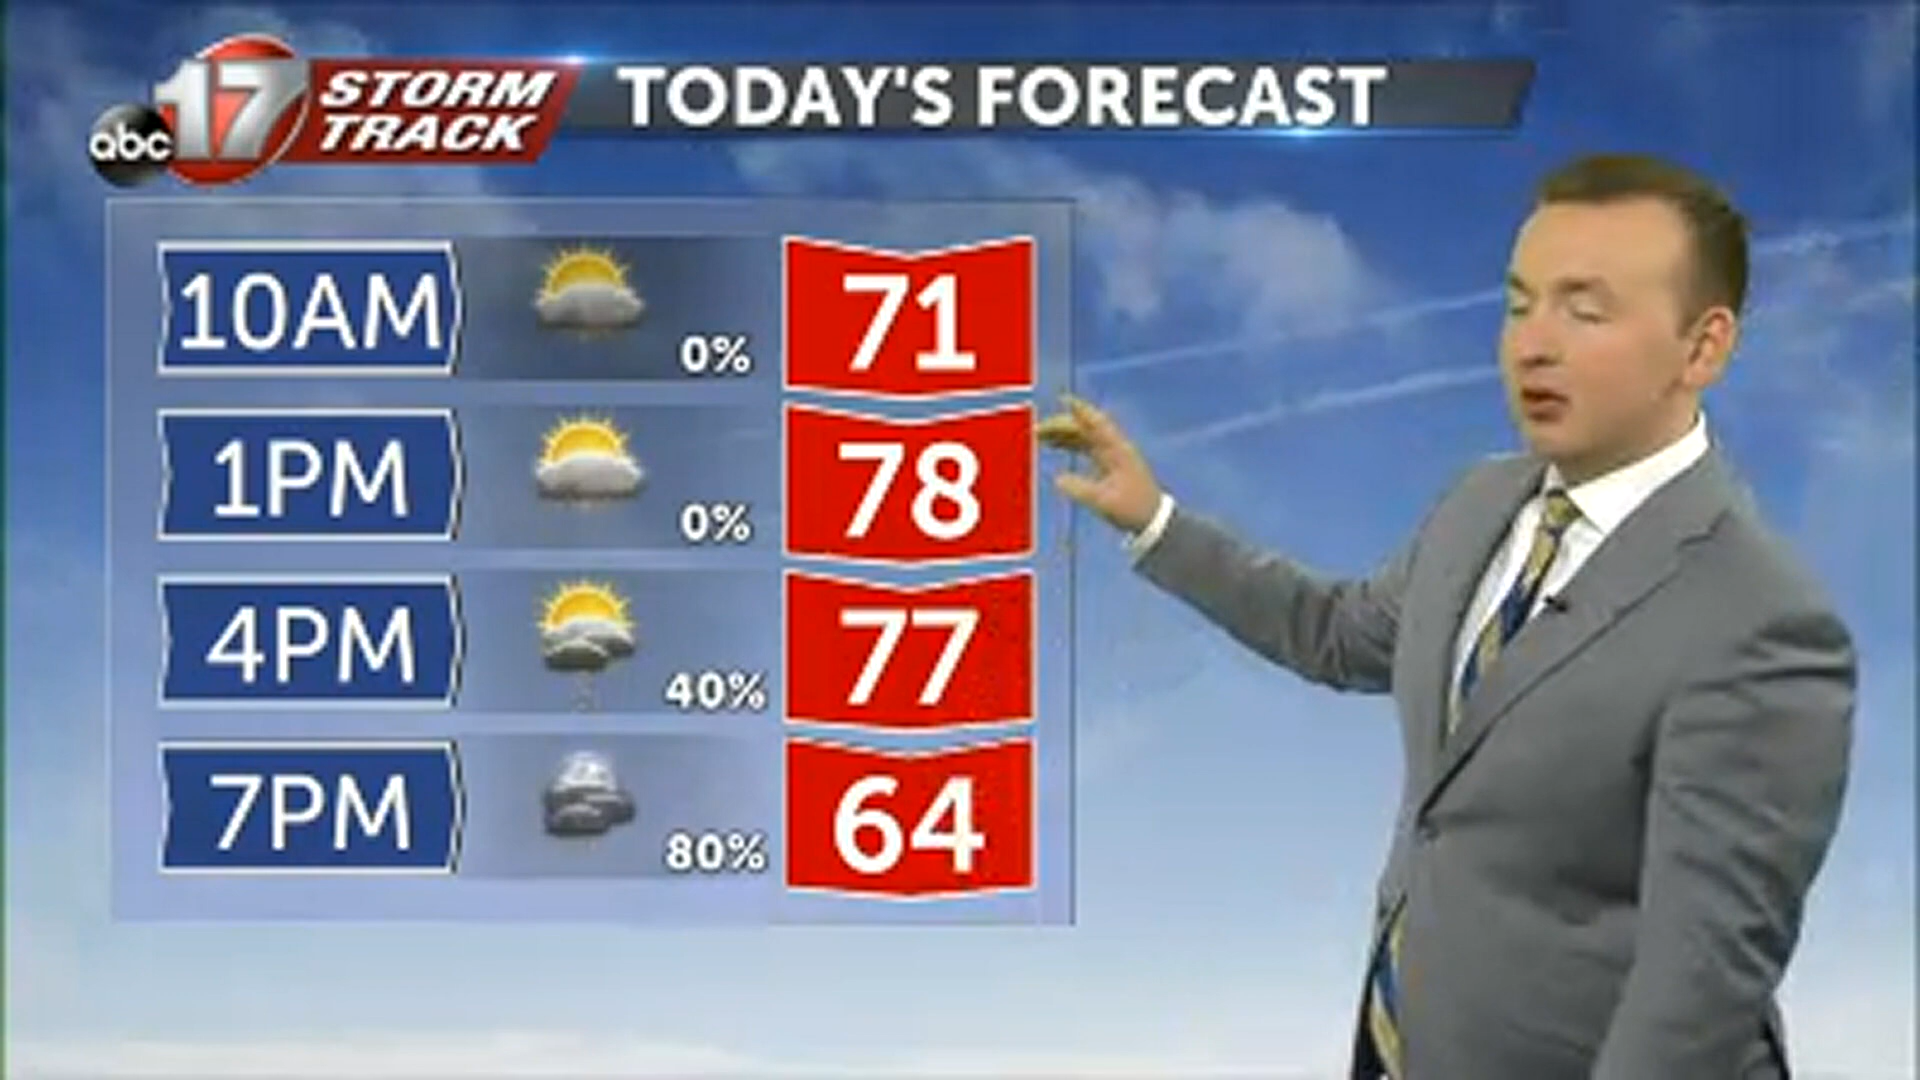 abc 17 STORM TRACK
TODAY'S FORECAST
10AM 0% 71
1PM 0% 78
4PM 40% 77
7PM 80% 64